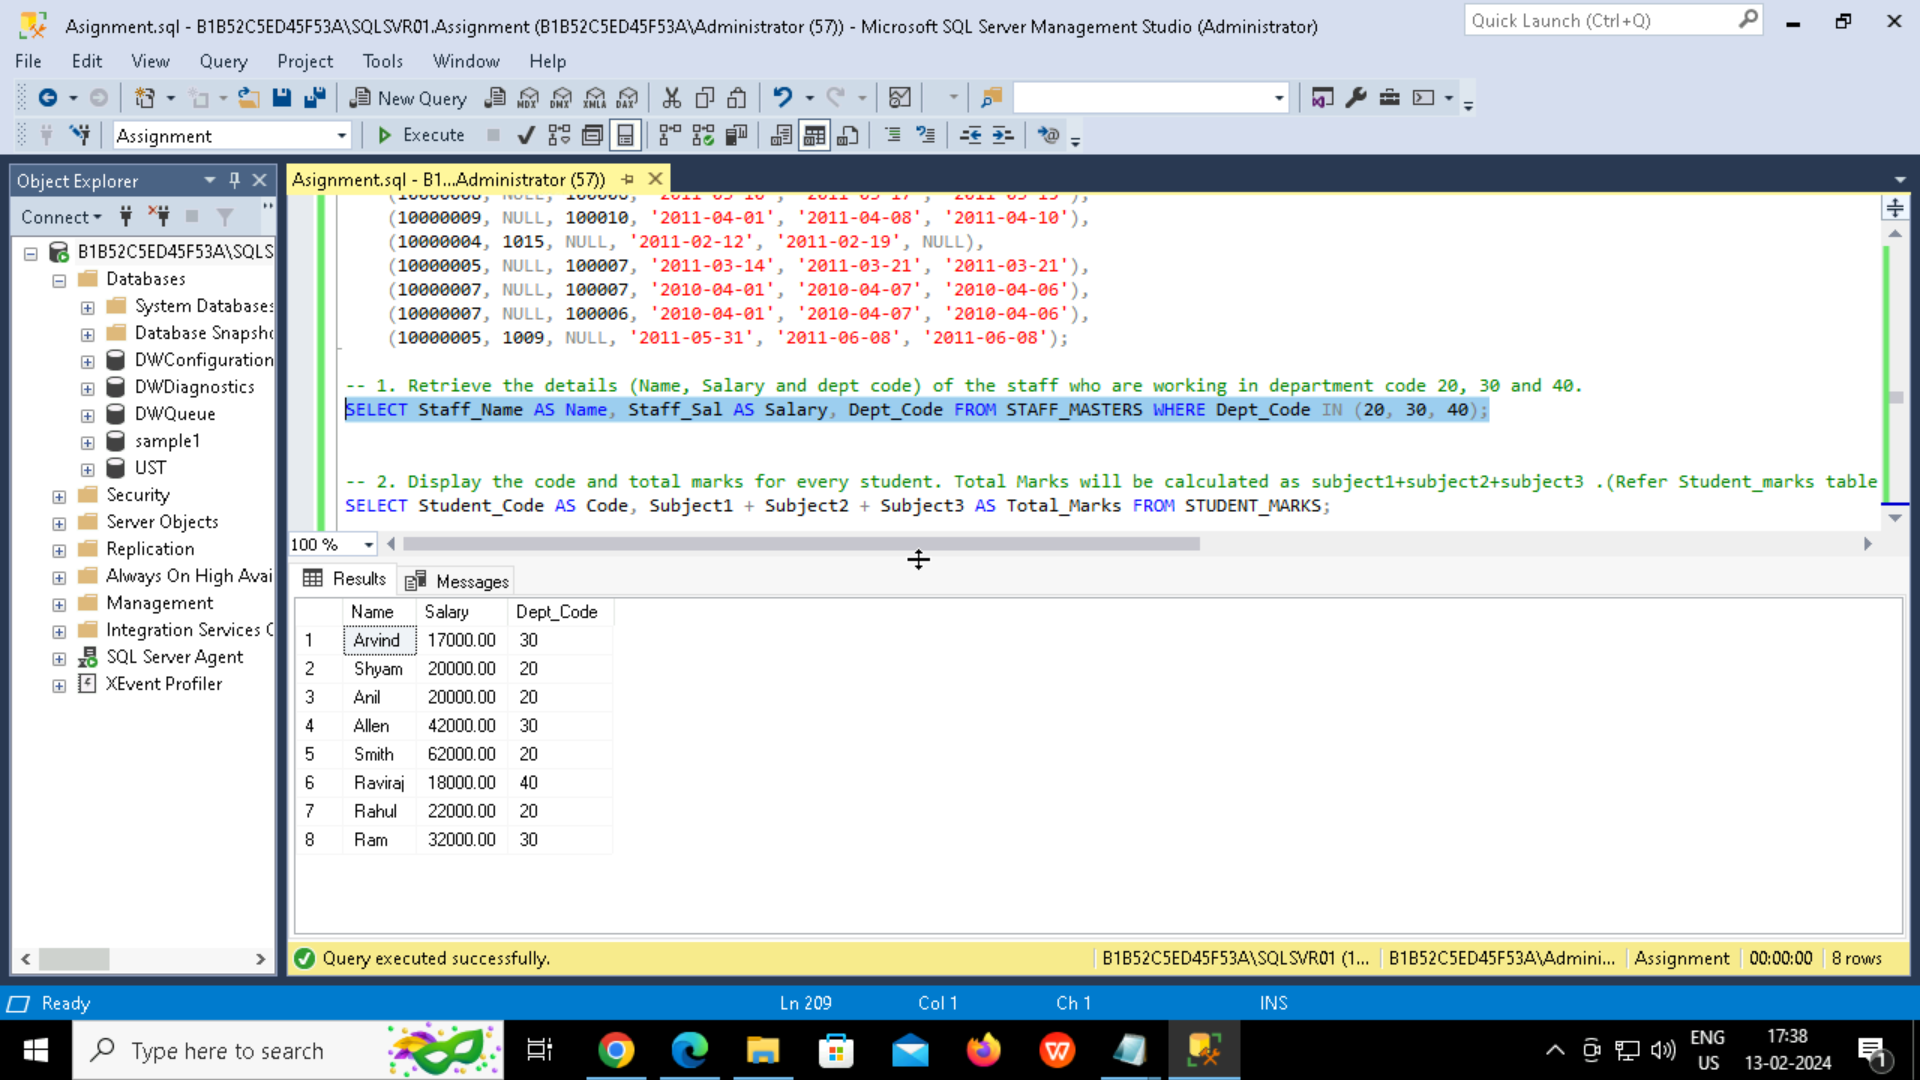 Asignment.sql - B1B52C5ED45F53A\SQLSVR01.Assignment (B1B52C5ED45F53A\Administrator (57)) - Microsoft SQL Server Management Studio (Administrator)
Quick Launch (Ctrl+Q)
File Edit View Query Project Tools Window Help
New Query MDX DMX XMLA DAX
Assignment Execute
Object Explorer
Asignment.sql - B1...Administrator (57))
Connect
B1B52C5ED45F53A\SQLS
Databases
System Databases
Database Snapsho
DWConfiguration
DWDiagnostics
DWQueue
sample1
UST
Security
Server Objects
Replication
Always On High Avai
Management
Integration Services C
SQL Server Agent
XEvent Profiler
(10000009, NULL, 100010, '2011-04-01', '2011-04-08', '2011-04-10'),
(10000004, 1015, NULL, '2011-02-12', '2011-02-19', NULL),
(10000005, NULL, 100007, '2011-03-14', '2011-03-21', '2011-03-21'),
(10000007, NULL, 100007, '2010-04-01', '2010-04-07', '2010-04-06'),
(10000007, NULL, 100006, '2010-04-01', '2010-04-07', '2010-04-06'),
(10000005, 1009, NULL, '2011-05-31', '2011-06-08', '2011-06-08');
-- 1. Retrieve the details (Name, Salary and dept code) of the staff who are working in department code 20, 30 and 40.
SELECT Staff_Name AS Name, Staff_Sal AS Salary, Dept_Code FROM STAFF_MASTERS WHERE Dept_Code IN (20, 30, 40);
-- 2. Display the code and total marks for every student. Total Marks will be calculated as subject1+subject2+subject3 .(Refer Student_marks table
SELECT Student_Code AS Code, Subject1 + Subject2 + Subject3 AS Total_Marks FROM STUDENT_MARKS;
100 %
Results Messages
Name Salary Dept_Code
1 Arvind 17000.00 30
2 Shyam 20000.00 20
3 Anil 20000.00 20
4 Allen 42000.00 30
5 Smith 62000.00 20
6 Raviraj 18000.00 40
7 Rahul 22000.00 20
8 Ram 32000.00 30
Query executed successfully. B1B52C5ED45F53A\SQLSVR01 (1... B1B52C5ED45F53A\Admini... Assignment 00:00:00 8 rows
Ready Ln 209 Col 1 Ch 1 INS
Type here to search
ENG
US
17:38
13-02-2024
1